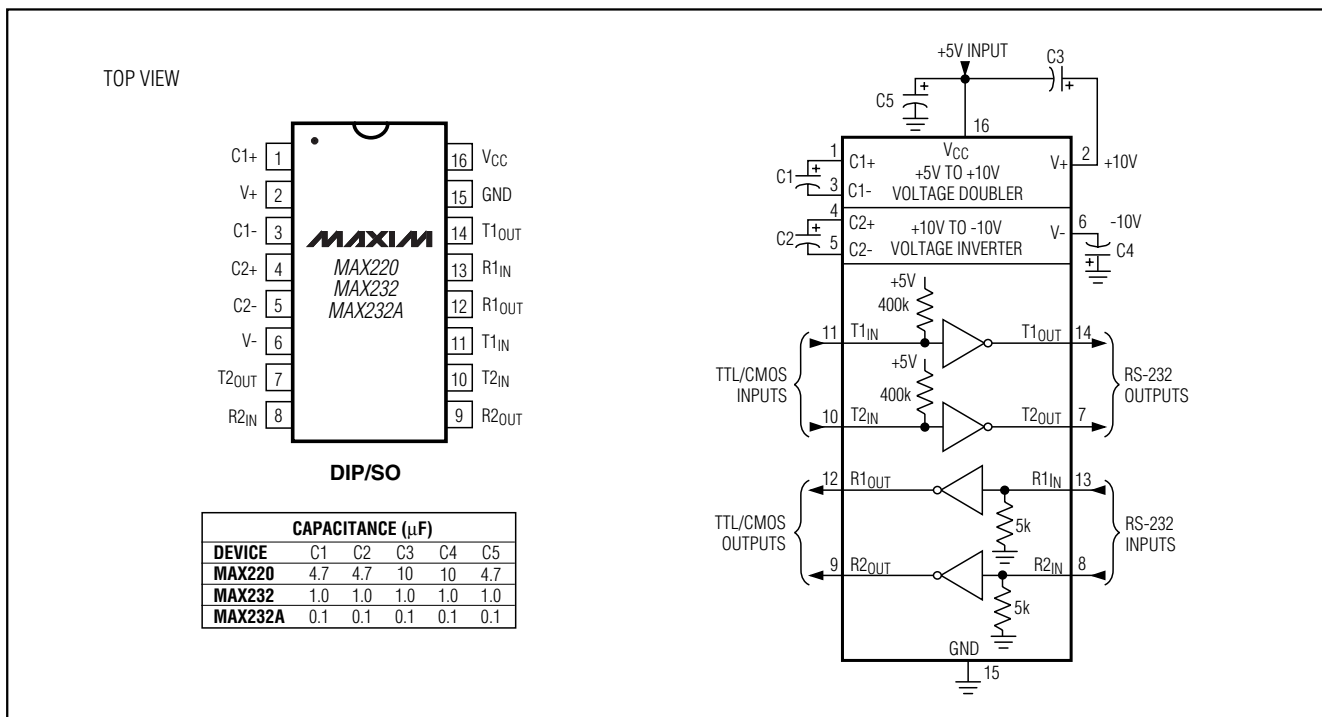 TOP VIEW
C1+ 1
V+ 2
C1- 3
C2+ 4
C2- 5
V- 6
T2OUT 7
R2IN 8
16 VCC
15 GND
14 T1OUT
13 R1IN
12 R1OUT
11 T1IN
10 T2IN
9 R2OUT
MAXIM
MAX220
MAX232
MAX232A
DIP/SO
CAPACITANCE (μF)
DEVICE C1 C2 C3 C4 C5
MAX220 4.7 4.7 10 10 4.7
MAX232 1.0 1.0 1.0 1.0 1.0
MAX232A 0.1 0.1 0.1 0.1 0.1
+5V INPUT
C3
+
C5
+
16
VCC
1
C1+
C1
+
3
C1-
+5V TO +10V
VOLTAGE DOUBLER
V+
2
+10V
+
4
C2+
C2
+
5
C2-
+10V TO -10V
VOLTAGE INVERTER
V-
6
-10V
C4
+
+5V
400k
11 T1IN
T1OUT 14
+5V
400k
10 T2IN
T2OUT 7
TTL/CMOS
INPUTS
RS-232
OUTPUTS
12 R1OUT
R1IN 13
5k
9 R2OUT
R2IN 8
5k
TTL/CMOS
OUTPUTS
RS-232
INPUTS
GND
15